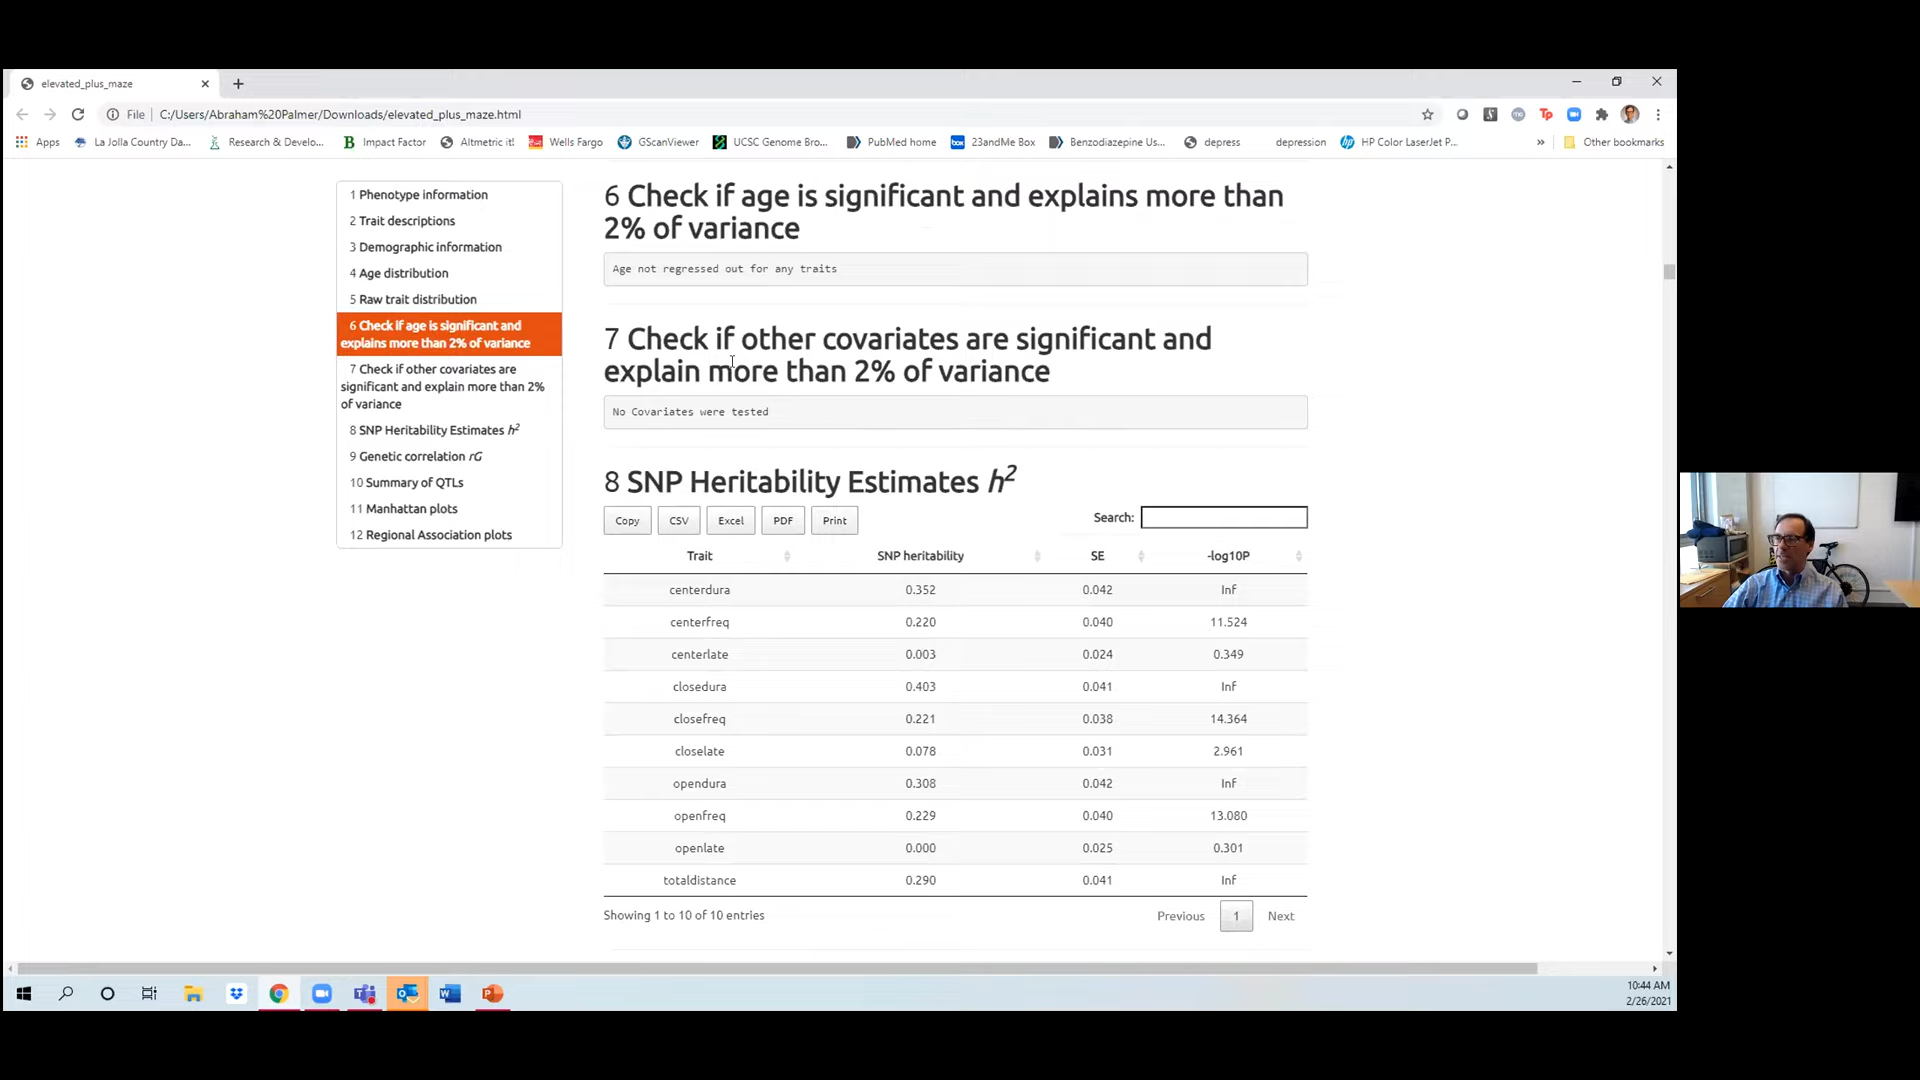 elevated_plus_maze
File C:/Users/Abraham%20Palmer/Downloads/elevated_plus_maze.html
Apps La Jolla Country Da... Research & Develo... Impact Factor Altmetric it! Wells Fargo GScanViewer UCSC Genome Bro... PubMed home 23andMe Box Benzodiazepine Us... depress depression HP Color LaserJet P... » Other bookmarks
1 Phenotype information
2 Trait descriptions
3 Demographic information
4 Age distribution
5 Raw trait distribution
6 Check if age is significant and
explains more than 2% of variance
7 Check if other covariates are
significant and explain more than 2%
of variance
8 SNP Heritability Estimates h²
9 Genetic correlation rG
10 Summary of QTLs
11 Manhattan plots
12 Regional Association plots
6 Check if age is significant and explains more than
2% of variance
Age not regressed out for any traits
7 Check if other covariates are significant and
explain more than 2% of variance
No Covariates were tested
8 SNP Heritability Estimates h²
Copy CSV Excel PDF Print Search:
Trait SNP heritability SE -log10P
centerdura 0.352 0.042 Inf
centerfreq 0.220 0.040 11.524
centerlate 0.003 0.024 0.349
closedura 0.403 0.041 Inf
closefreq 0.221 0.038 14.364
closelate 0.078 0.031 2.961
opendura 0.308 0.042 Inf
openfreq 0.229 0.040 13.080
openlate 0.000 0.025 0.301
totaldistance 0.290 0.041 Inf
Showing 1 to 10 of 10 entries Previous 1 Next
10:44 AM
2/26/2021